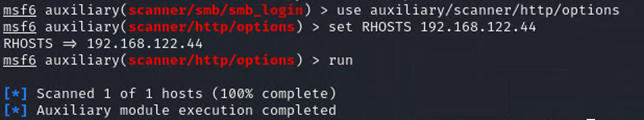 msf6 auxiliary(scanner/smb/smb_login) > use auxiliary/scanner/http/options
msf6 auxiliary(scanner/http/options) > set RHOSTS 192.168.122.44
RHOSTS => 192.168.122.44
msf6 auxiliary(scanner/http/options) > run
[*] Scanned 1 of 1 hosts (100% complete)
[*] Auxiliary module execution completed